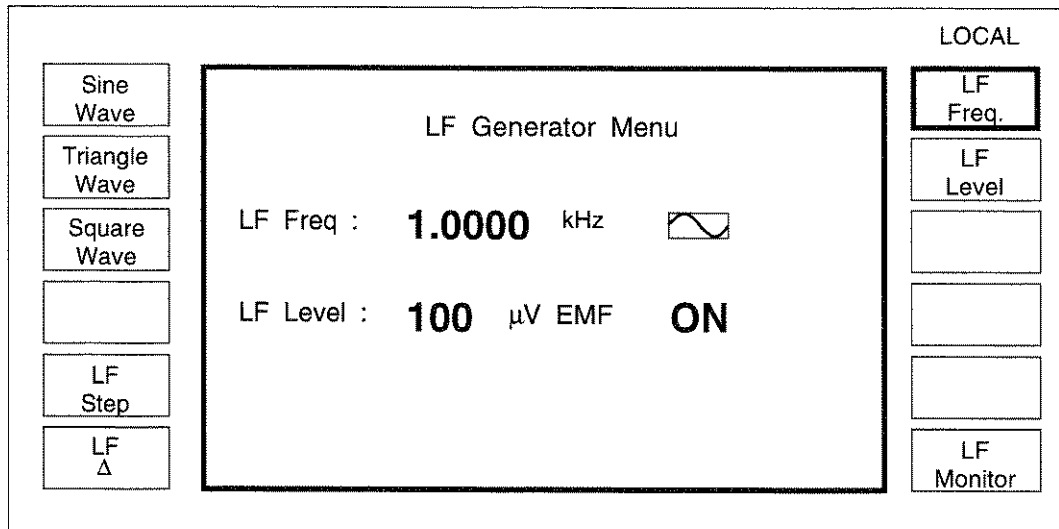 LOCAL
Sine
Wave
Triangle
Wave
Square
Wave
LF
Step
LF
Δ
LF Generator Menu
LF Freq : 1.0000 kHz
LF Level : 100 µV EMF ON
LF
Freq.
LF
Level
LF
Monitor